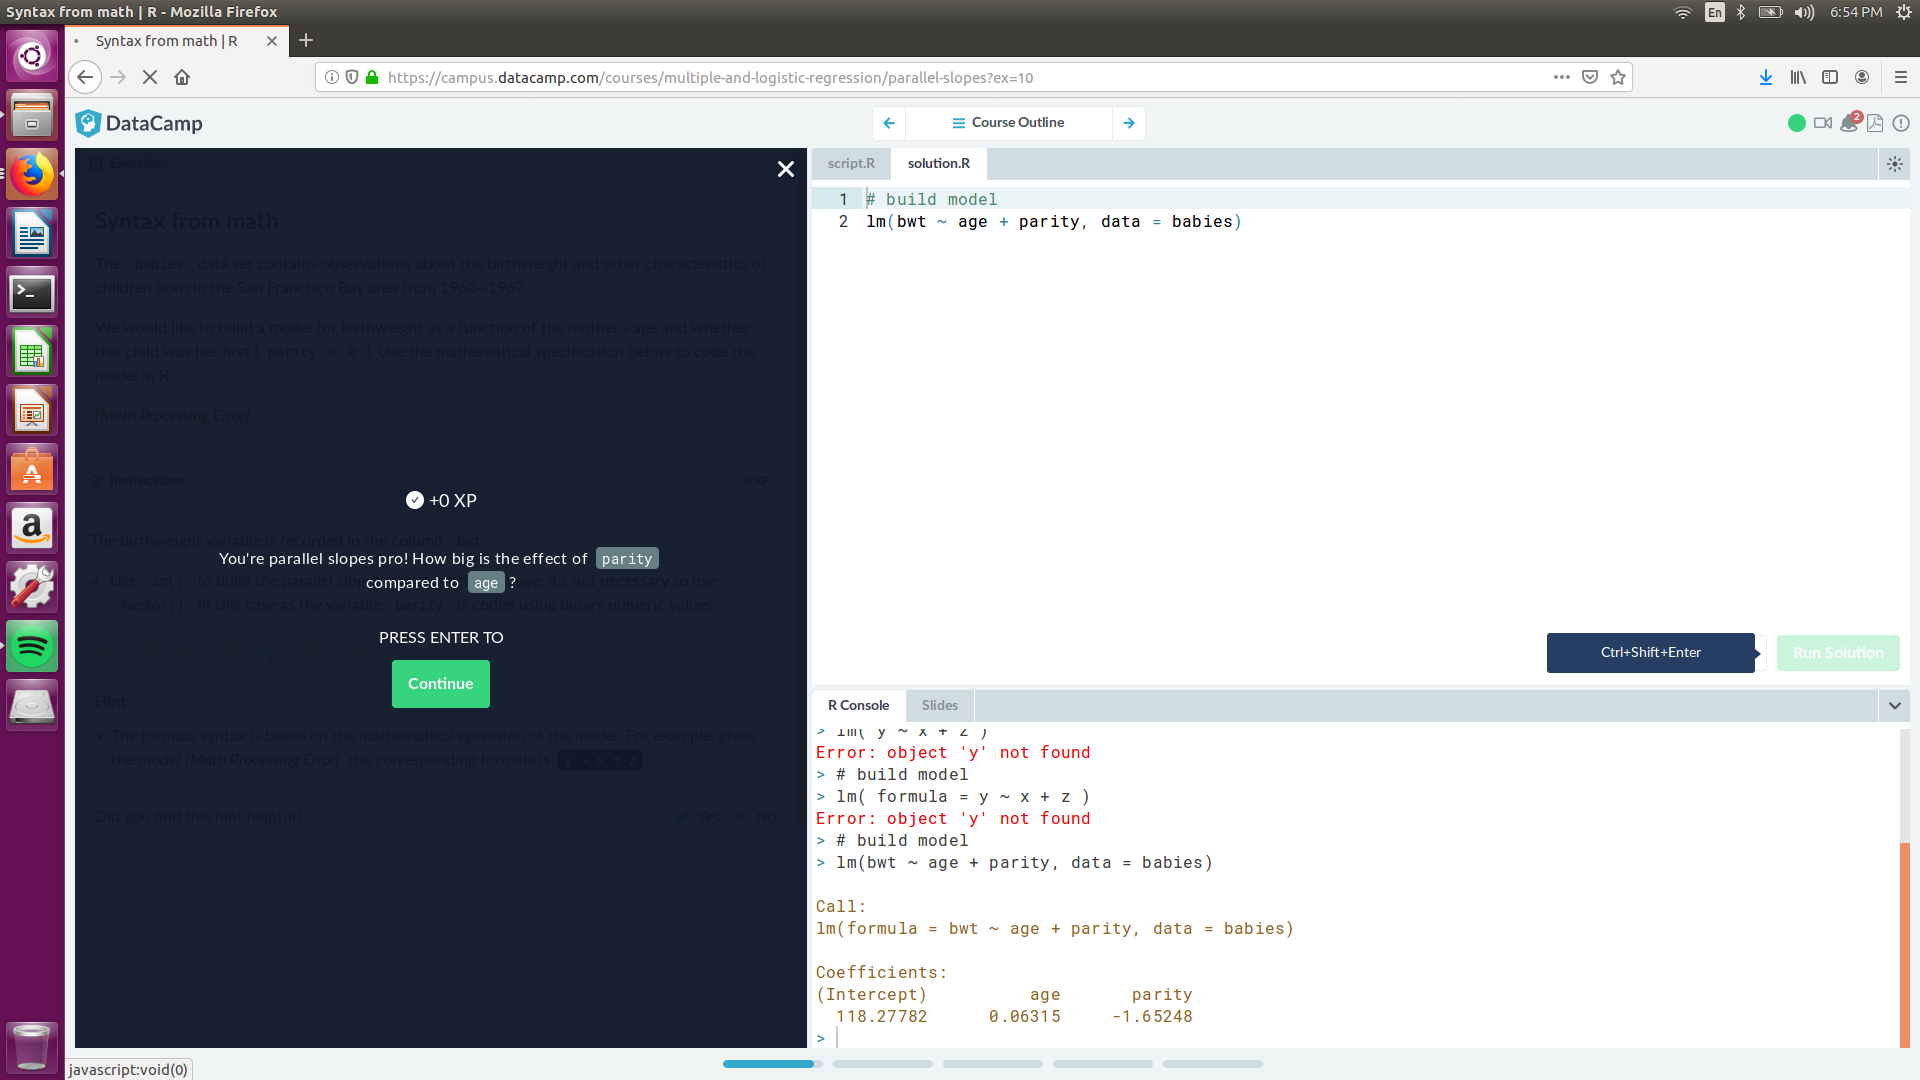 Syntax from math | R - Mozilla Firefox
En
6:54 PM
Syntax from math | R
https://campus.datacamp.com/courses/multiple-and-logistic-regression/parallel-slopes?ex=10
DataCamp
Course Outline
2
Exercise
Syntax from math
The babies data set contains observations about the birthweight and other characteristics of
children born in the San Francisco Bay area from 1960--1967.
We would like to build a model for birthweight as a function of the mother's age and whether
this child was her first ( parity == 0 ). Use the mathematical specification below to code the
model in R.
[Math Processing Error]
Instructions
0 XP
+0 XP
The birthweight variable is recorded in the column bwt
You're parallel slopes pro! How big is the effect of parity
compared to age ?
Use lm() to build the parallel slop
ove. It's not necessary to use
factor() in this case as the variable parity is coded using binary numeric values.
PRESS ENTER TO
Continue
Hint
The formula syntax is based on the mathematical epression of the model. For example, given
the model [Math Processing Error], the corresponding formula is y ~ x + z
Did you find this hint helpful?
Yes
No
script.R
solution.R
1 # build model
2 lm(bwt ~ age + parity, data = babies)
Ctrl+Shift+Enter
Run Solution
R Console
Slides
> lm( y ~ x + z )
Error: object 'y' not found
> # build model
> lm( formula = y ~ x + z )
Error: object 'y' not found
> # build model
> lm(bwt ~ age + parity, data = babies)
Call:
lm(formula = bwt ~ age + parity, data = babies)
Coefficients:
(Intercept) age parity
118.27782 0.06315 -1.65248
>
javascript:void(0)